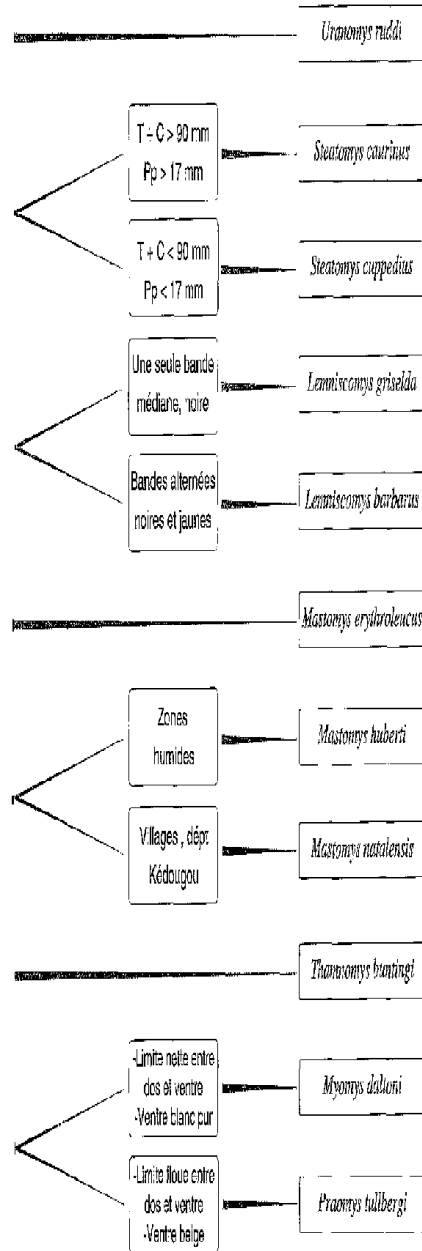 Uranomys ruddi
T + C > 90 mm
Pp > 17 mm
Steatomys caurinus
T + C < 90 mm
Pp < 17 mm
Steatomys cuppedius
Une seule bande
médiane, noire
Lemniscomys griselda
Bandes alternées
noires et jaunes
Lemniscomys barbarus
Mastomys erythroleucus
Zones
humides
Mastomys huberti
Villages , dépt
Kédougou
Mastomys natalensis
Thamnomys buntingi
-Limite nette entre
dos et ventre
-Ventre blanc pur
Myomys daltoni
-Limite floue entre
dos et ventre
-Ventre beige
Praomys tullbergi